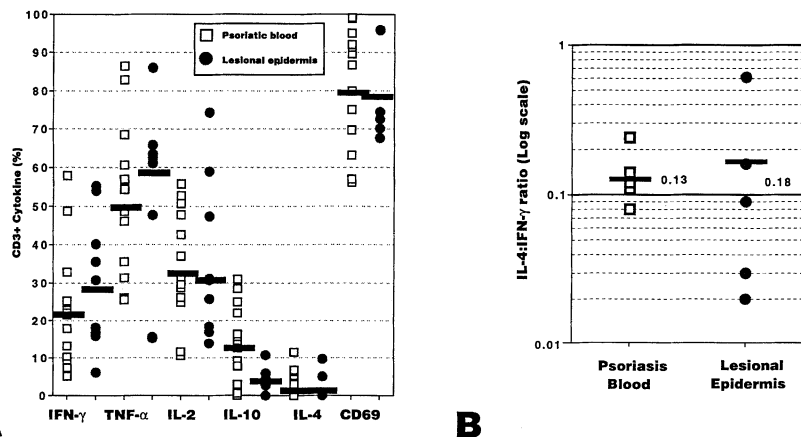 100
90
80
70
60
50
40
30
20
10
0
CD3+ Cytokine (%)
Psoriatic blood
Lesional epidermis
IFN-γ TNF-α IL-2 IL-10 IL-4 CD69
B
1
0.1
0.01
IL-4:IFN-γ ratio (Log scale)
0.13
0.18
Psoriasis
Blood
Lesional
Epidermis